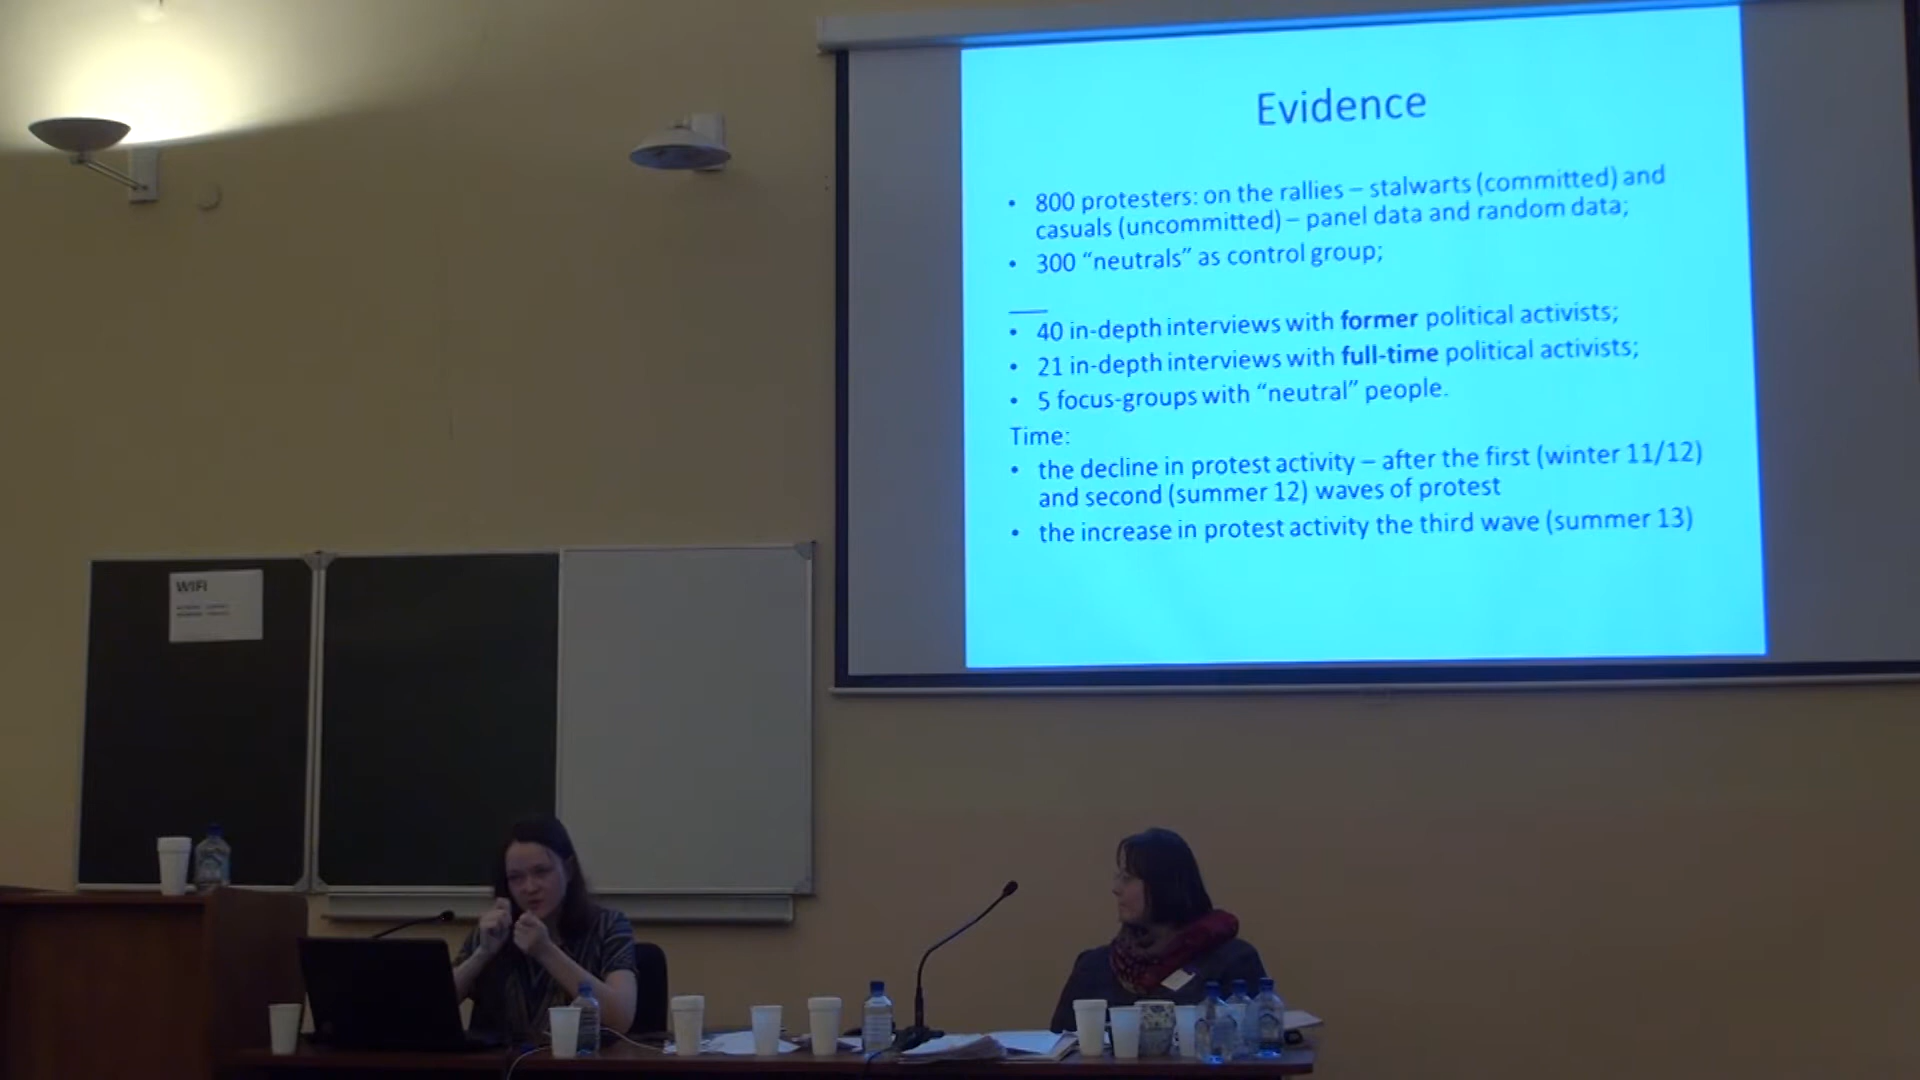 Evidence
• 800 protesters: on the rallies – stalwarts (committed) and
casuals (uncommitted) – panel data and random data;
• 300 “neutrals” as control group;
• 40 in-depth interviews with former political activists;
• 21 in-depth interviews with full-time political activists;
• 5 focus-groups with “neutral” people.
Time:
• the decline in protest activity – after the first (winter 11/12)
and second (summer 12) waves of protest
• the increase in protest activity the third wave (summer 13)
WIFI